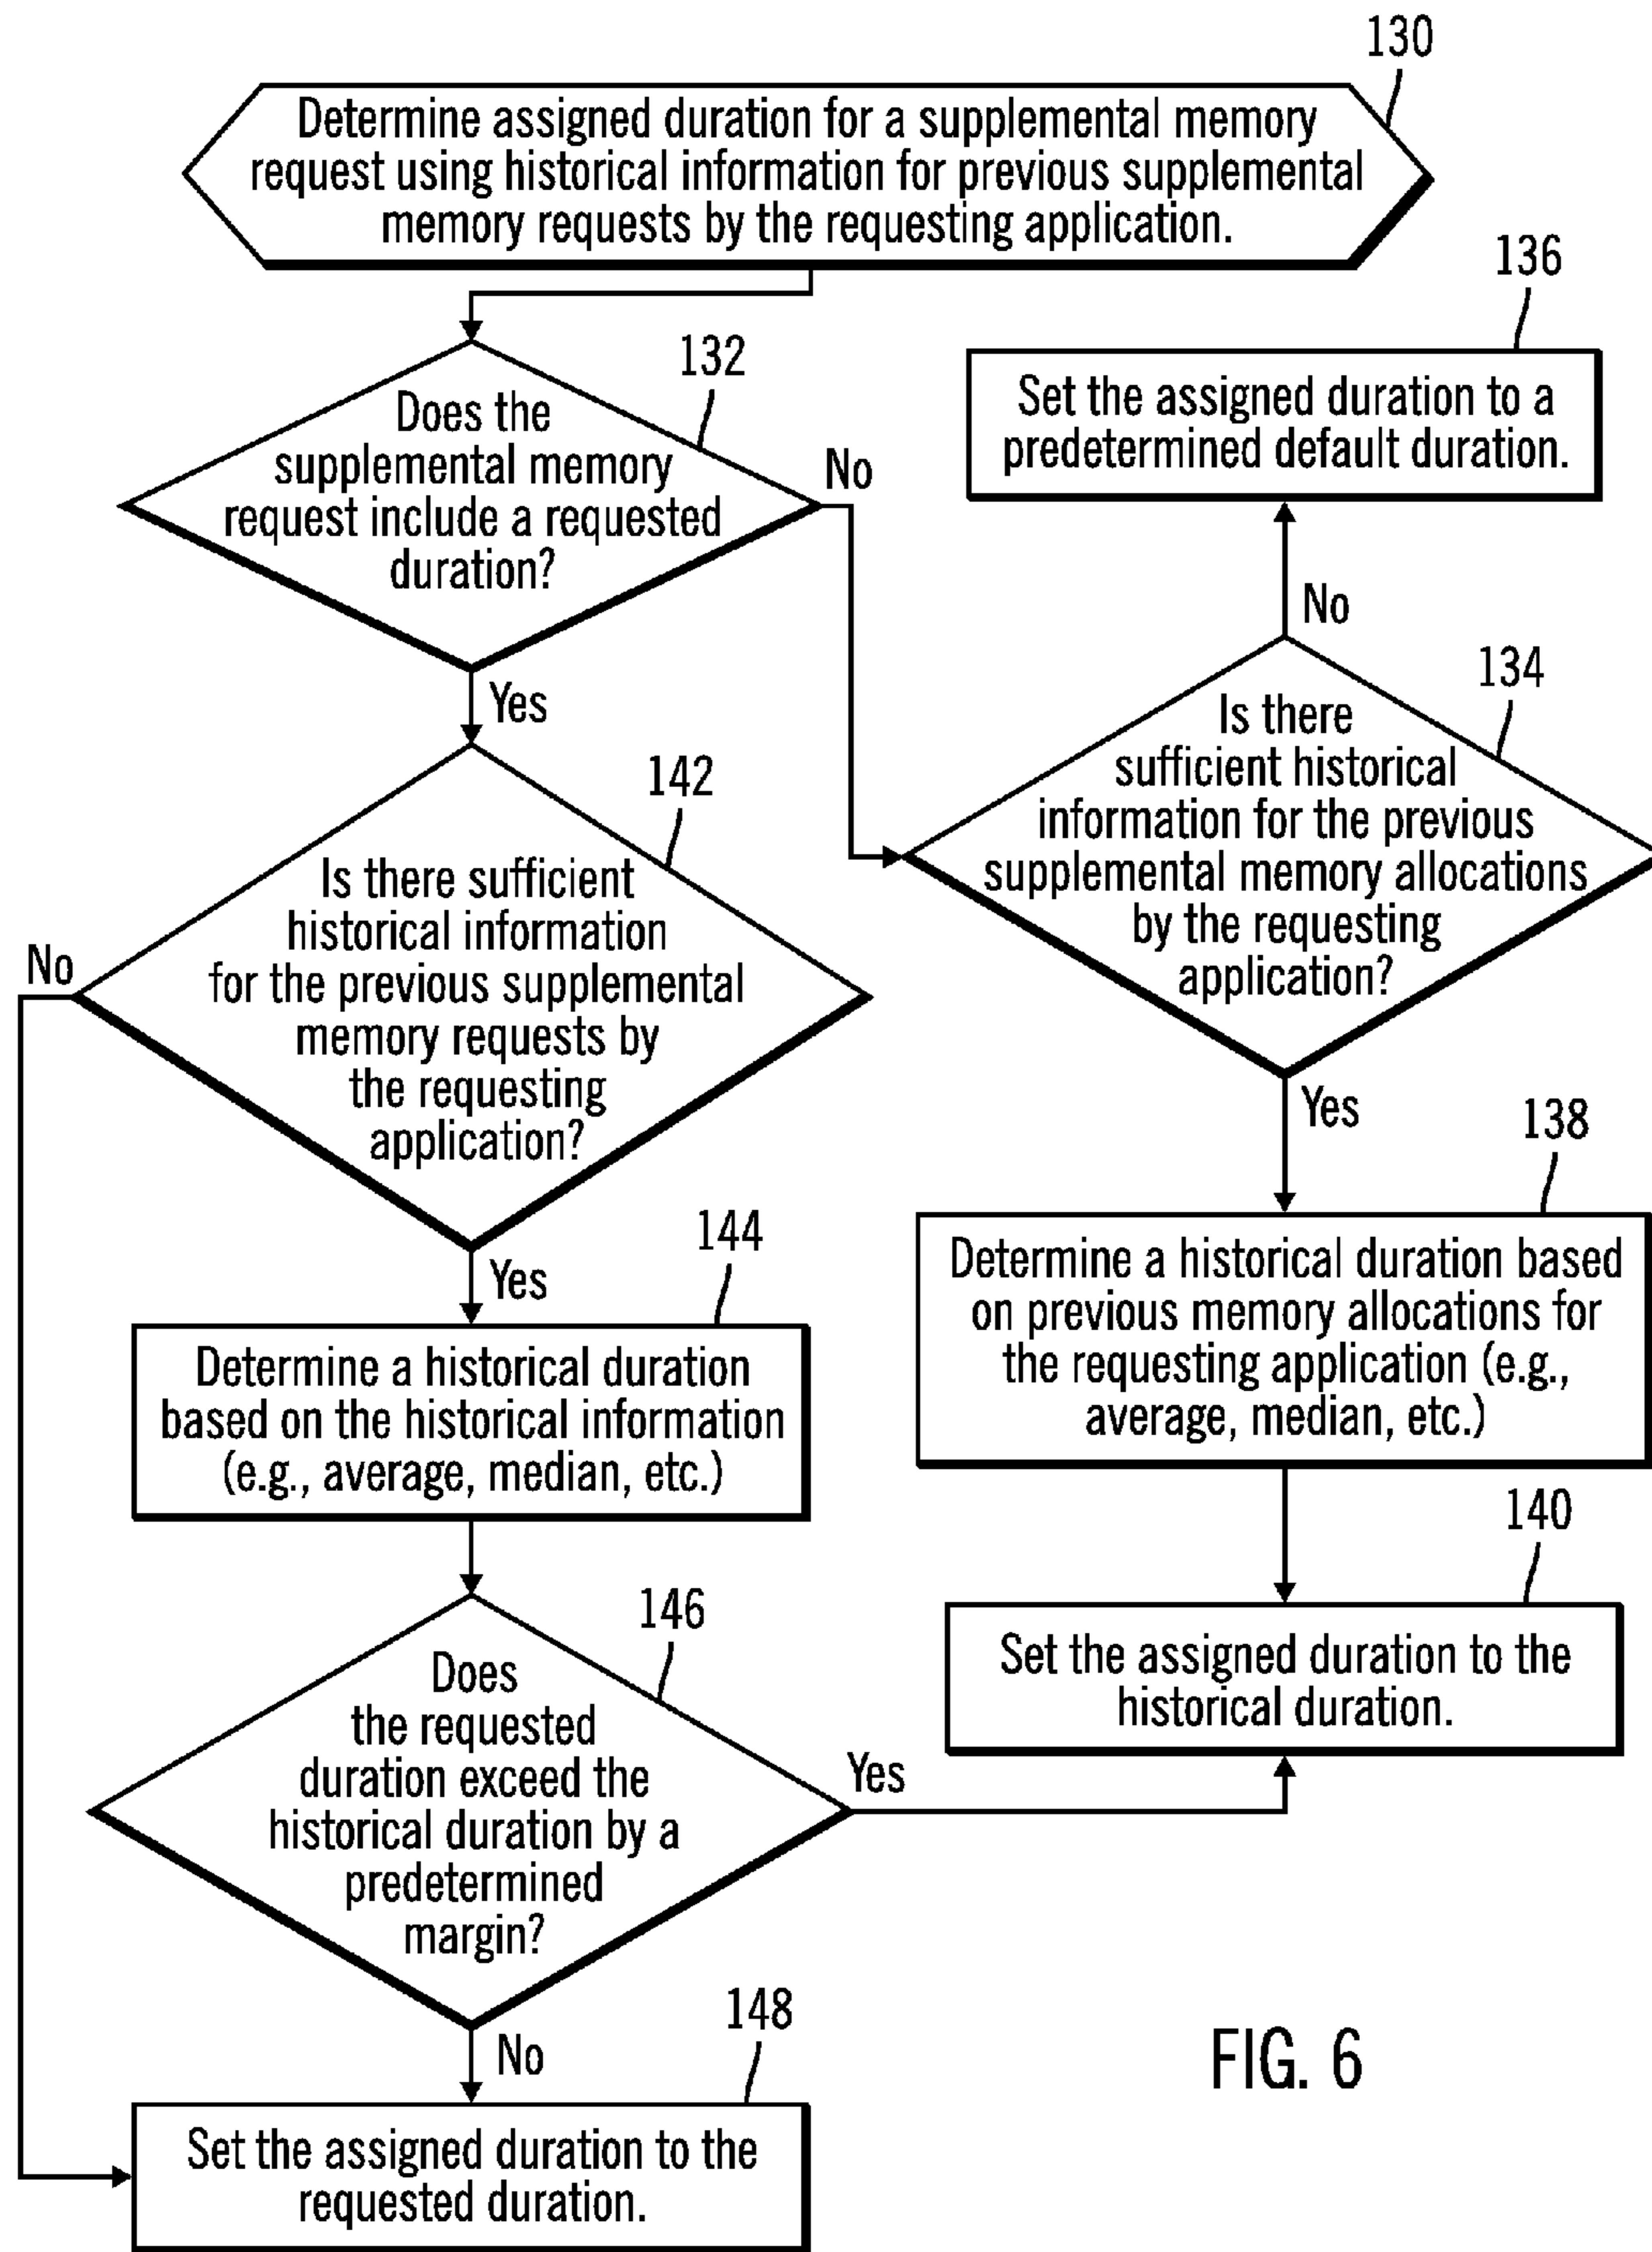 130
Determine assigned duration for a supplemental memory
request using historical information for previous supplemental
memory requests by the requesting application.
132
Does the
supplemental memory
request include a requested
duration?
No
Yes
136
Set the assigned duration to a
predetermined default duration.
No
134
Is there
sufficient historical
information for the previous
supplemental memory allocations
by the requesting
application?
Yes
142
Is there sufficient
historical information
for the previous supplemental
memory requests by
the requesting
application?
No
Yes
138
Determine a historical duration based
on previous memory allocations for
the requesting application (e.g.,
average, median, etc.)
144
Determine a historical duration
based on the historical information
(e.g., average, median, etc.)
140
Set the assigned duration to the
historical duration.
146
Does
the requested
duration exceed the
historical duration by a
predetermined
margin?
Yes
No
148
Set the assigned duration to the
requested duration.
FIG. 6